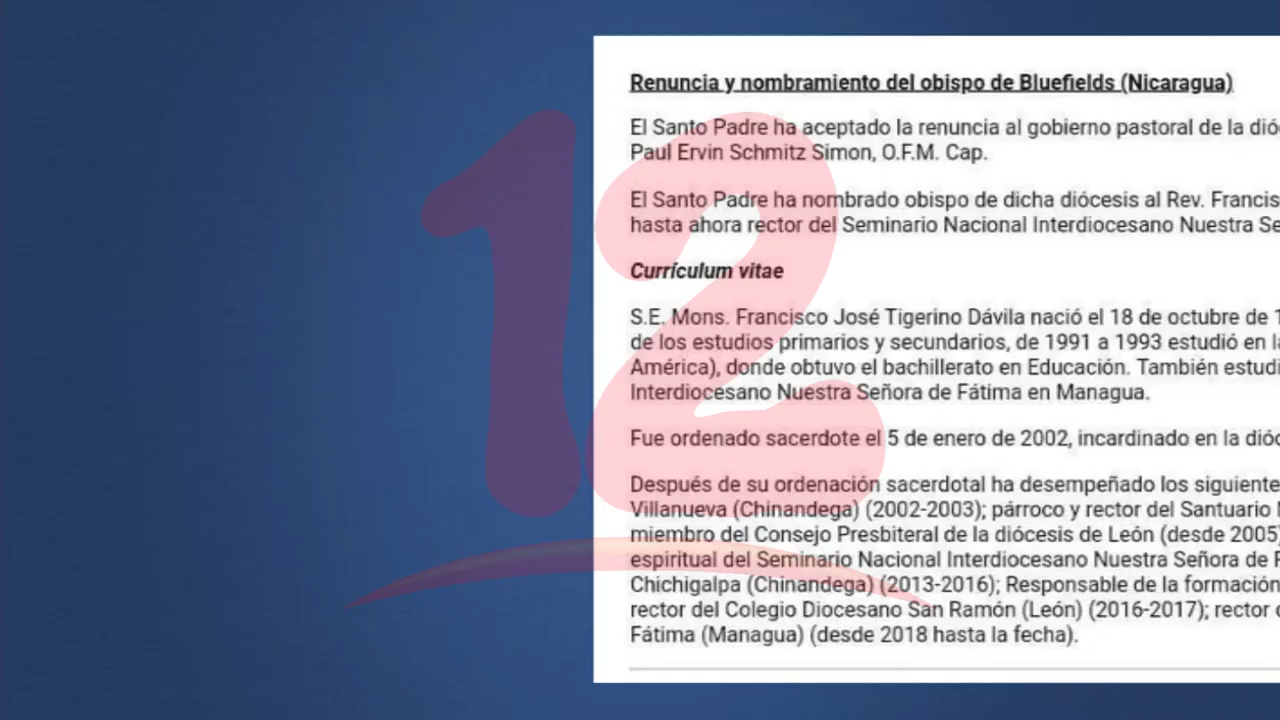 Renuncia y nombramiento del obispo de Bluefields (Nicaragua)
El Santo Padre ha aceptado la renuncia al gobierno pastoral de la dió
Paul Ervin Schmitz Simon, O.F.M. Cap.
El Santo Padre ha nombrado obispo de dicha diócesis al Rev. Francis
hasta ahora rector del Seminario Nacional Interdiocesano Nuestra Se
Currículum vitae
S.E. Mons. Francisco José Tigerino Dávila nació el 18 de octubre de 1
de los estudios primarios y secundarios, de 1991 a 1993 estudió en la
América), donde obtuvo el bachillerato en Educación. También estudi
Interdiocesano Nuestra Señora de Fátima en Managua.
Fue ordenado sacerdote el 5 de enero de 2002, incardinado en la dióc
Después de su ordenación sacerdotal ha desempeñado los siguiente
Villanueva (Chinandega) (2002-2003); párroco y rector del Santuario
miembro del Consejo Presbiteral de la diócesis de León (desde 2005)
espiritual del Seminario Nacional Interdiocesano Nuestra Señora de
Chichigalpa (Chinandega) (2013-2016); Responsable de la formación
rector del Colegio Diocesano San Ramón (León) (2016-2017); rector
Fátima (Managua) (desde 2018 hasta la fecha).
12